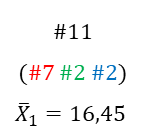 #11
(#7 #2 #2)
X̄₁ = 16,45